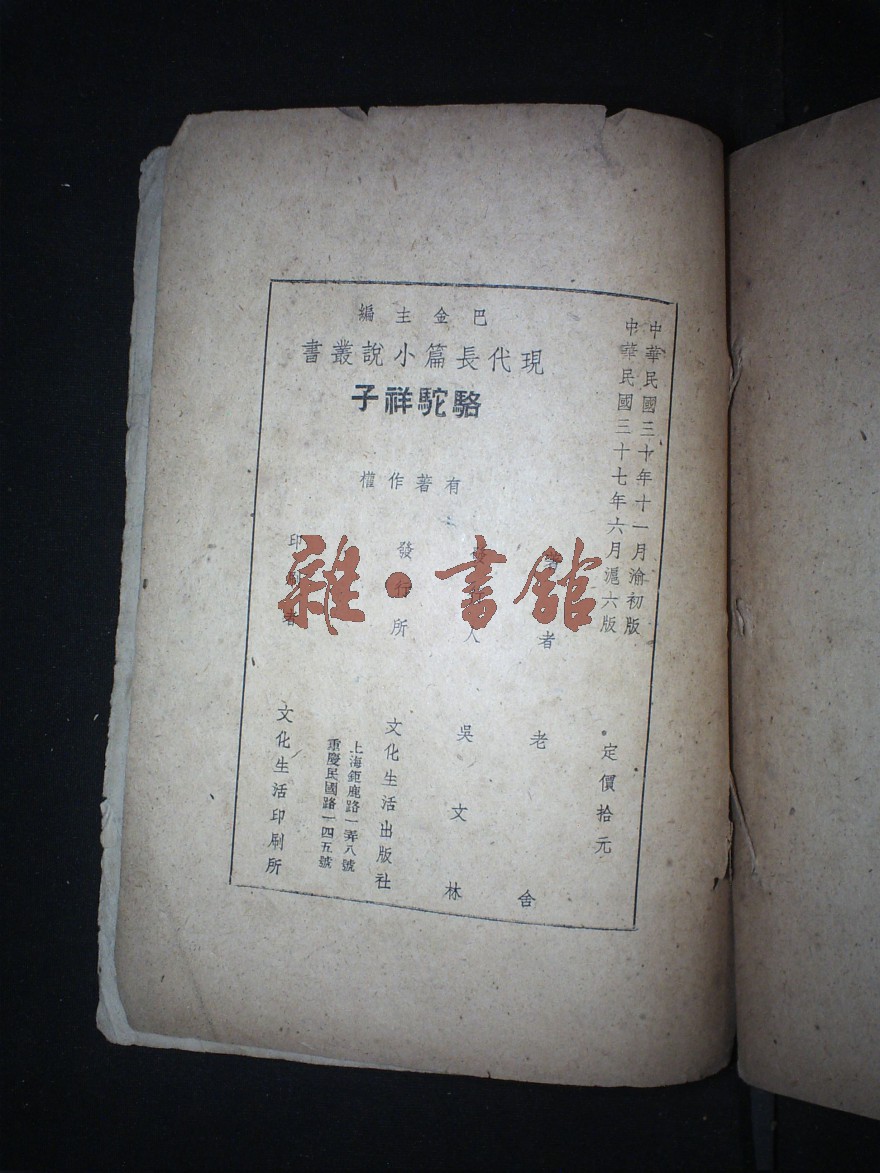 巴金主編
現代長篇小說叢書
駱駝祥子
有著作權
中華民國三十年十一月渝初版
中華民國三十七年六月滬六版
定價拾元
著者 老舍
發行人 吳文林
發行所 文化生活出版社
上海鉅鹿路一弄八號
重慶民國路一四五號
印刷者 文化生活印刷所
雜·書館